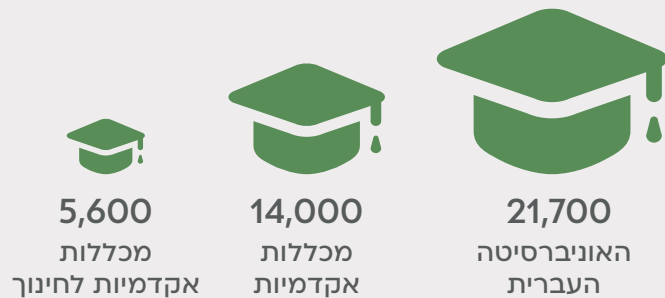 21,700
האוניברסיטה
העברית
14,000
מכללות
אקדמיות
5,600
מכללות
אקדמיות לחינוך